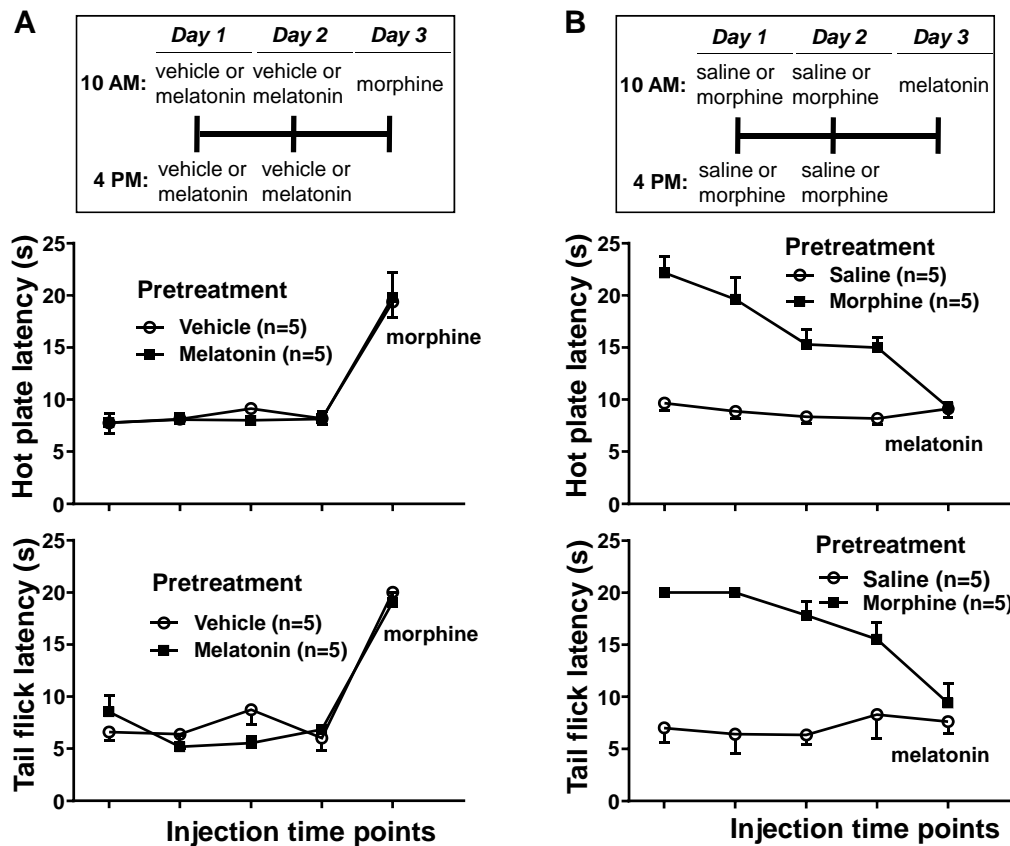 A
Day 1 Day 2 Day 3
10 AM: vehicle or melatonin vehicle or melatonin morphine
4 PM: vehicle or melatonin vehicle or melatonin
Hot plate latency (s)
25
20
15
10
5
0
Pretreatment
Vehicle (n=5)
Melatonin (n=5)
morphine
Tail flick latency (s)
25
20
15
10
5
0
Pretreatment
Vehicle (n=5)
Melatonin (n=5)
morphine
Injection time points
B
Day 1 Day 2 Day 3
10 AM: saline or morphine saline or morphine melatonin
4 PM: saline or morphine saline or morphine
Hot plate latency (s)
25
20
15
10
5
0
Pretreatment
Saline (n=5)
Morphine (n=5)
melatonin
Tail flick latency (s)
25
20
15
10
5
0
Pretreatment
Saline (n=5)
Morphine (n=5)
melatonin
Injection time points